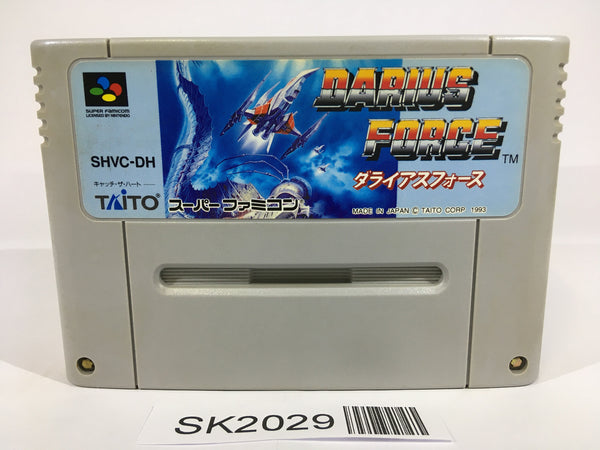 SUPER FAMICOM
LICENSED BY NINTENDO
SHVC-DH
キャッチ・ザ・ハート
TAITO
スーパーファミコン
DARIUS
FORCE
TM
ダライアスフォース
MADE IN JAPAN © TAITO CORP. 1993
SK2029